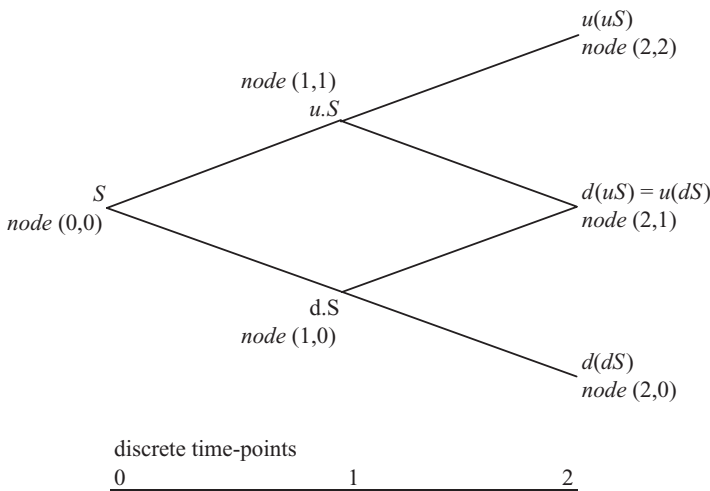 u(uS)
node (2,2)
node (1,1)
u.S
S
node (0,0)
d(uS) = u(dS)
node (2,1)
d.S
node (1,0)
d(dS)
node (2,0)
discrete time-points
0 1 2